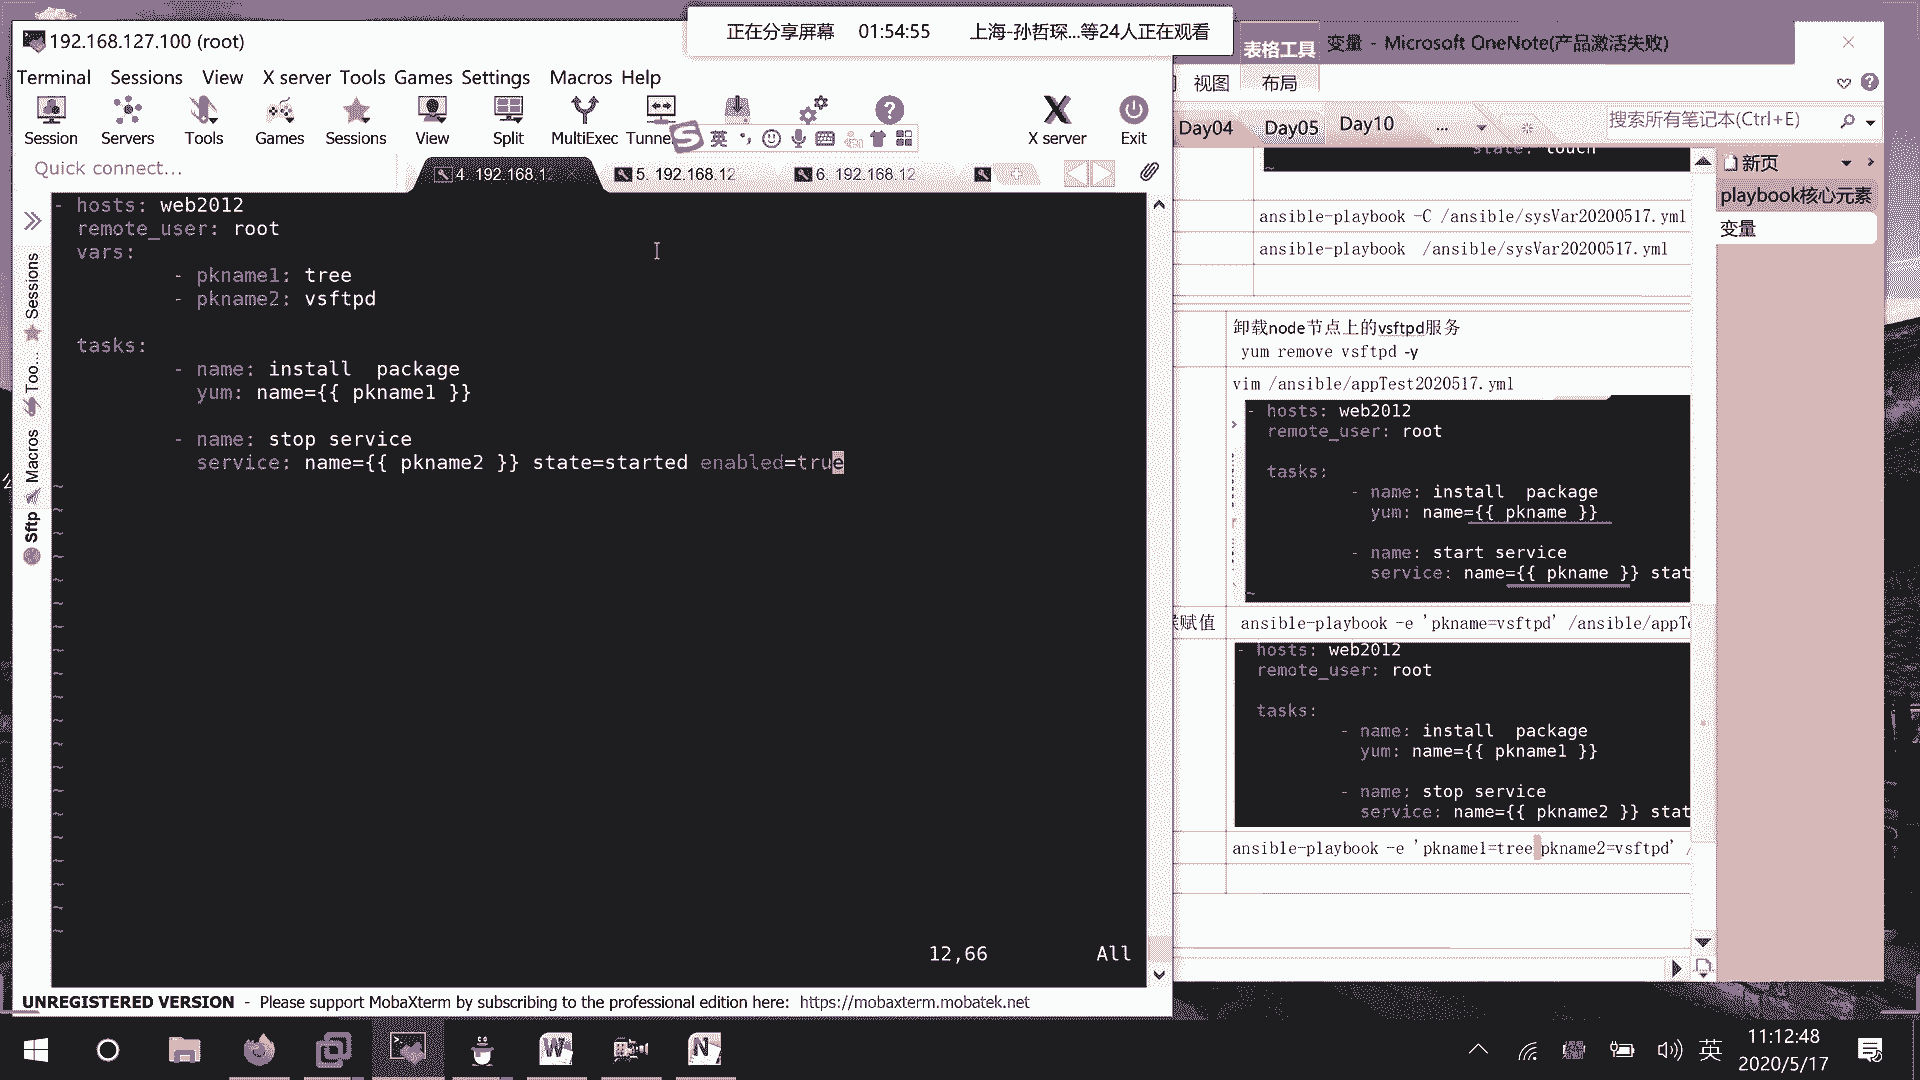 正在分享屏幕 01:54:55 上海-孙哲琛...等24人正在观看
192.168.127.100 (root)
Terminal Sessions View X server Tools Games Settings Macros Help
Session Servers Tools Games Sessions View Split MultiExec Tunne X server Exit
英
Quick connect...
4. 192.168.1
5. 192.168.12
6. 192.168.12
Sessions
Too...
Macros
Sftp
- hosts: web2012
remote_user: root
vars:
- pkname1: tree
- pkname2: vsftpd
tasks:
- name: install  package
yum: name={{ pkname1 }}
- name: stop service
service: name={{ pkname2 }} state=started enabled=true
12,66 All
UNREGISTERED VERSION - Please support MobaXterm by subscribing to the professional edition here: https://mobaxterm.mobatek.net
表格工具 变量 - Microsoft OneNote(产品激活失败)
视图 布局
Day04 Day05 Day10 ... 搜索所有笔记本(Ctrl+E)
新页
playbook核心元素
变量
state: touch
ansible-playbook -C /ansible/sysVar20200517.yml
ansible-playbook  /ansible/sysVar20200517.yml
卸载node节点上的vsftpd服务
yum remove vsftpd -y
vim /ansible/appTest2020517.yml
- hosts: web2012
remote_user: root
tasks:
- name: install  package
yum: name={{ pkname }}
- name: start service
service: name={{ pkname }} stat
赋值 ansible-playbook -e 'pkname=vsftpd' /ansible/appTe
- hosts: web2012
remote_user: root
tasks:
- name: install  package
yum: name={{ pkname1 }}
- name: stop service
service: name={{ pkname2 }} stat
ansible-playbook -e 'pkname1=tree pkname2=vsftpd' /
英 11:12:48
2020/5/17